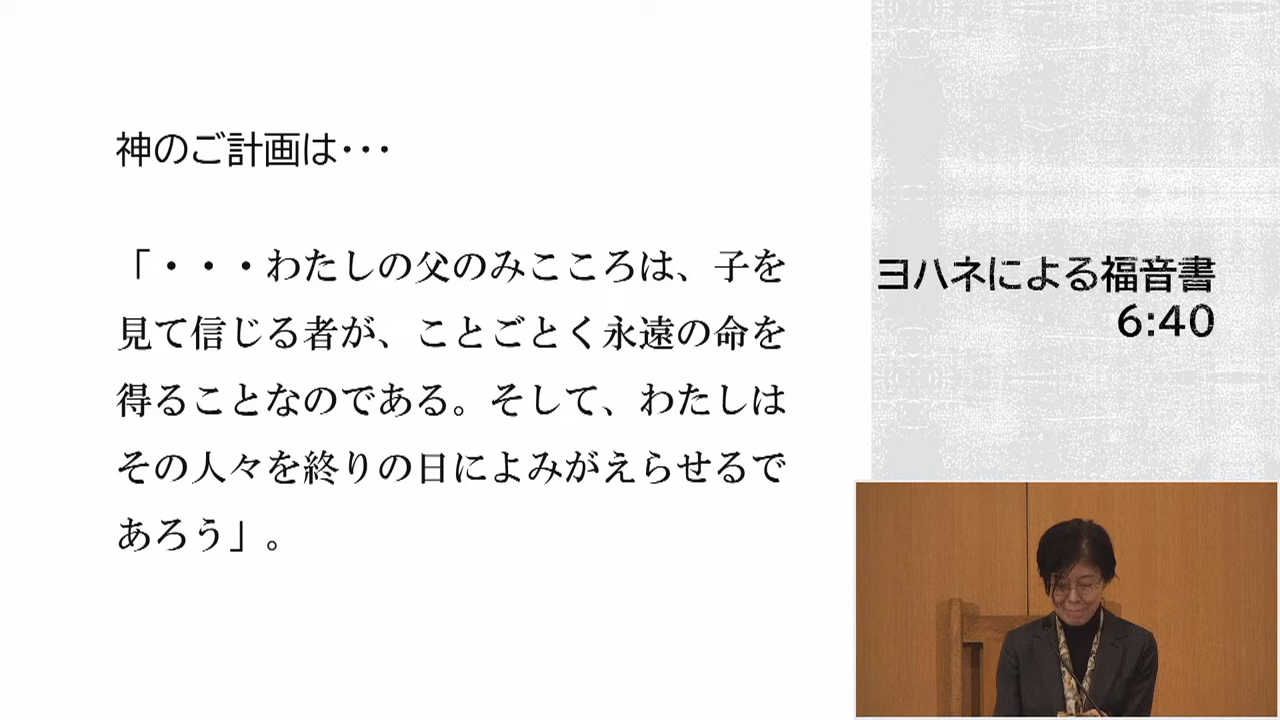 神のご計画は・・・
「・・・わたしの父のみこころは、子を
見て信じる者が、ことごとく永遠の命を
得ることなのである。そして、わたしは
その人々を終りの日によみがえらせるで
あろう」。
ヨハネによる福音書
6:40